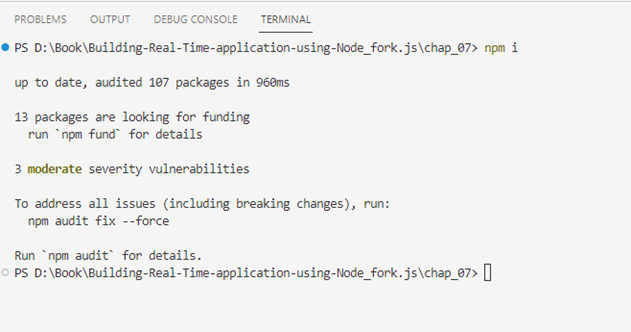 PROBLEMS OUTPUT DEBUG CONSOLE TERMINAL
PS D:\Book\Building-Real-Time-application-using-Node_fork.js\chap_07> npm i
up to date, audited 107 packages in 960ms
13 packages are looking for funding
run `npm fund` for details
3 moderate severity vulnerabilities
To address all issues (including breaking changes), run:
npm audit fix --force
Run `npm audit` for details.
PS D:\Book\Building-Real-Time-application-using-Node_fork.js\chap_07>